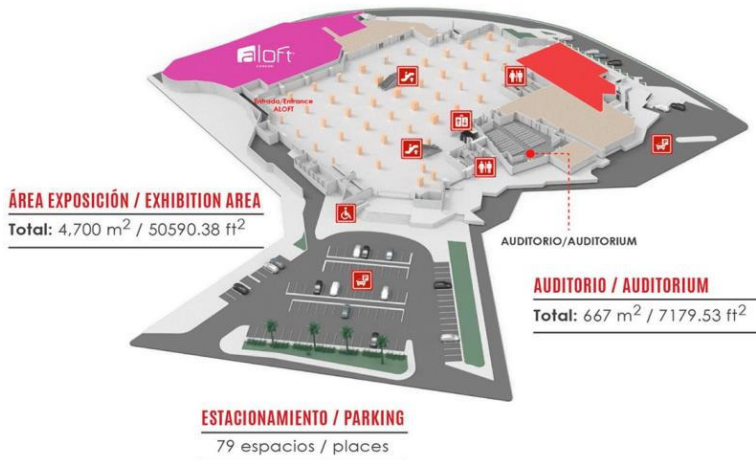 aloft
Entrada/Entrance
ALOFT
ÁREA EXPOSICIÓN / EXHIBITION AREA
Total: 4,700 m² / 50590.38 ft²
AUDITORIO/AUDITORIUM
AUDITORIO / AUDITORIUM
Total: 667 m² / 7179.53 ft²
ESTACIONAMIENTO / PARKING
79 espacios / places